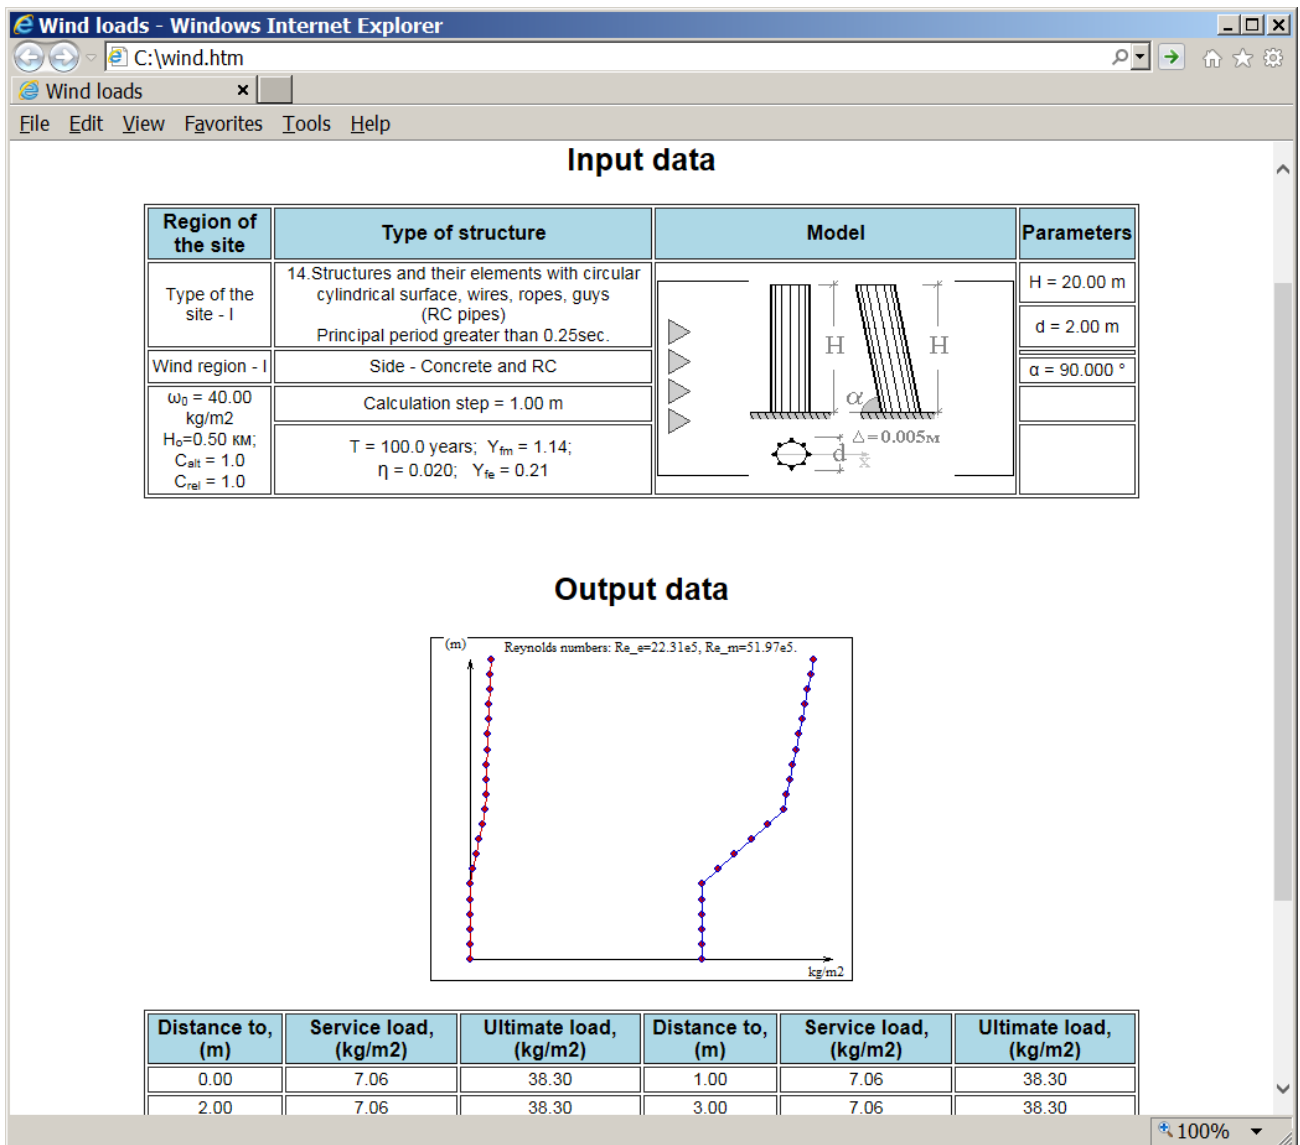 Wind loads - Windows Internet Explorer
C:\wind.htm
Wind loads
File Edit View Favorites Tools Help
Input data
Region of
the site
Type of structure
Model
Parameters
Type of the
site - I
14.Structures and their elements with circular
cylindrical surface, wires, ropes, guys
(RC pipes)
Principal period greater than 0.25sec.
H = 20.00 m
d = 2.00 m
Wind region - I
Side - Concrete and RC
α = 90.000 °
ω₀ = 40.00
kg/m2
Hₒ=0.50 км;
Cₐₗₜ = 1.0
Cᵣₑₗ = 1.0
Calculation step = 1.00 m
T = 100.0 years; Yfm = 1.14;
η = 0.020; Yfe = 0.21
H
H
α
Δ=0.005м
d
x
Output data
(m)
Reynolds numbers: Re_e=22.31e5, Re_m=51.97e5.
kg/m2
Distance to,
(m)
Service load,
(kg/m2)
Ultimate load,
(kg/m2)
Distance to,
(m)
Service load,
(kg/m2)
Ultimate load,
(kg/m2)
0.00 7.06 38.30 1.00 7.06 38.30
2.00 7.06 38.30 3.00 7.06 38.30
100%